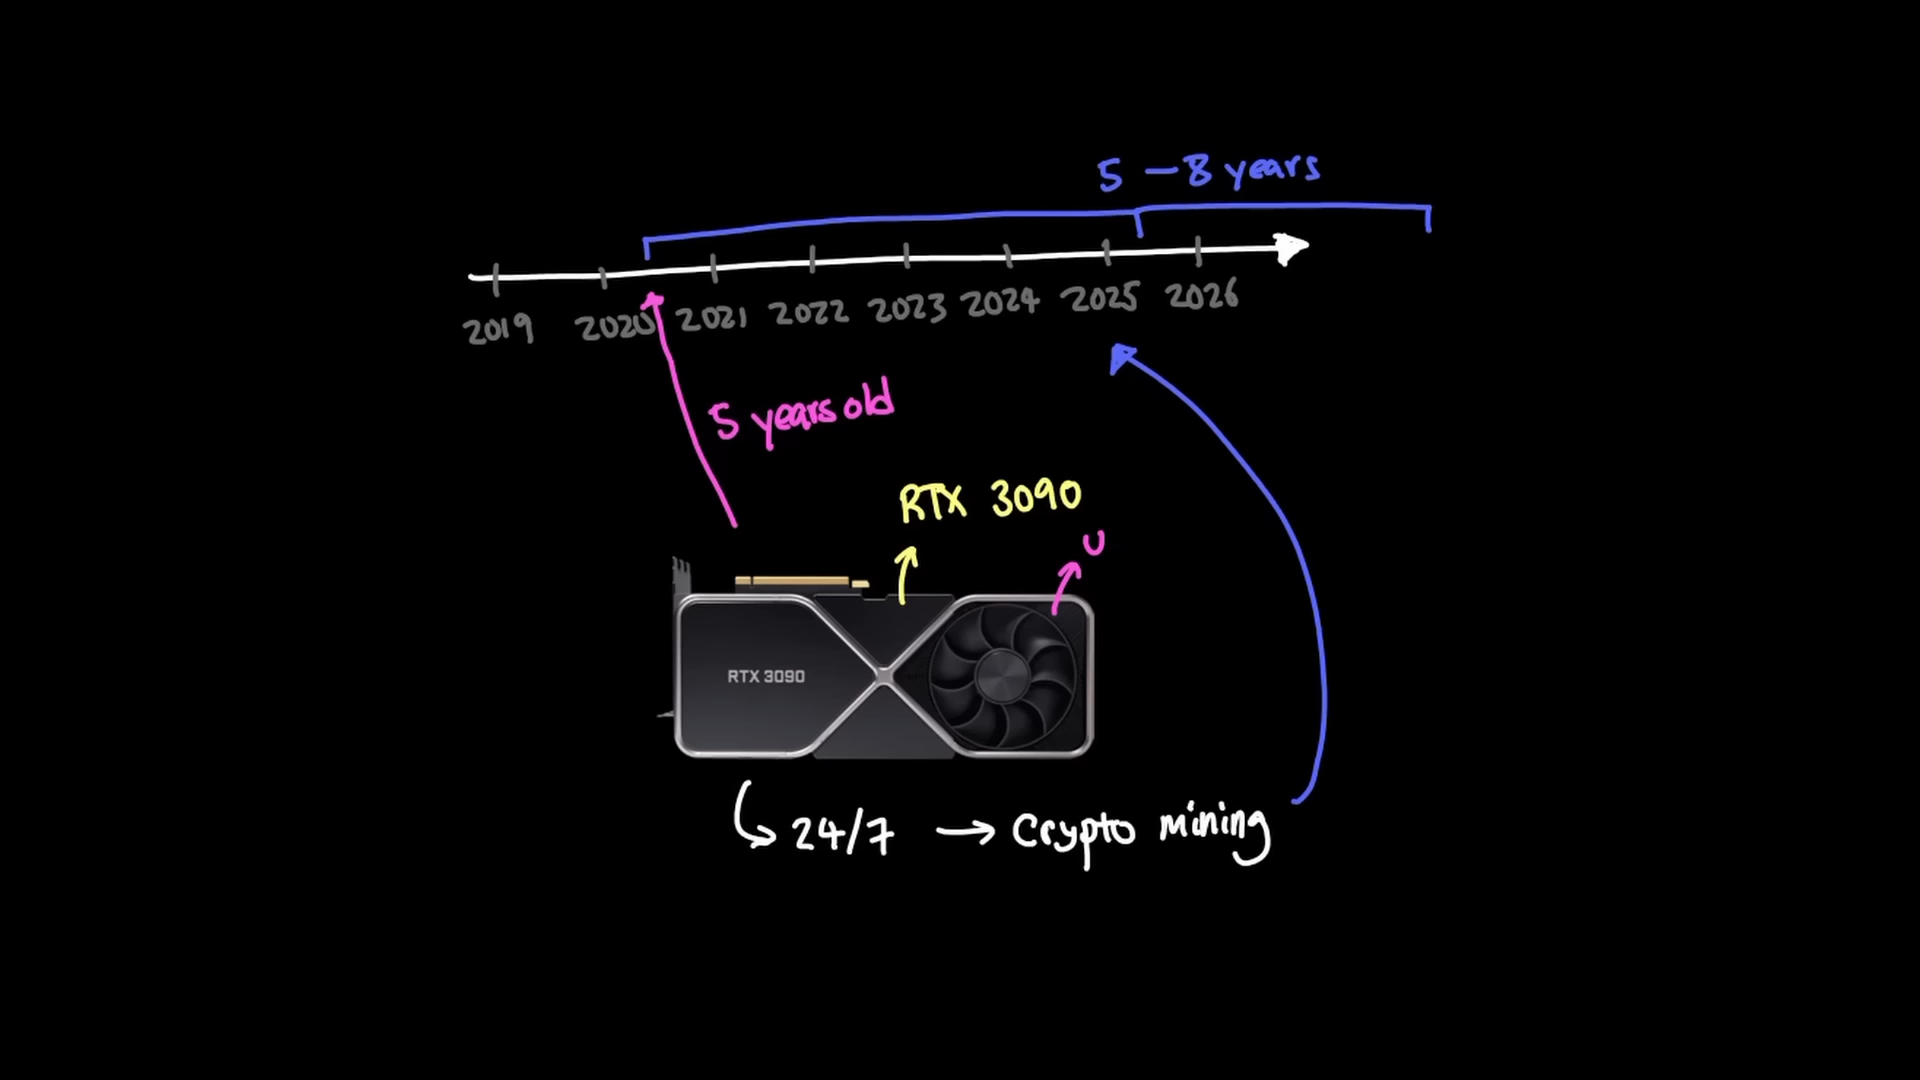 5 – 8 years
2019 2020 2021 2022 2023 2024 2025 2026
5 years old
RTX 3090
U
RTX 3090
24/7 → Crypto mining